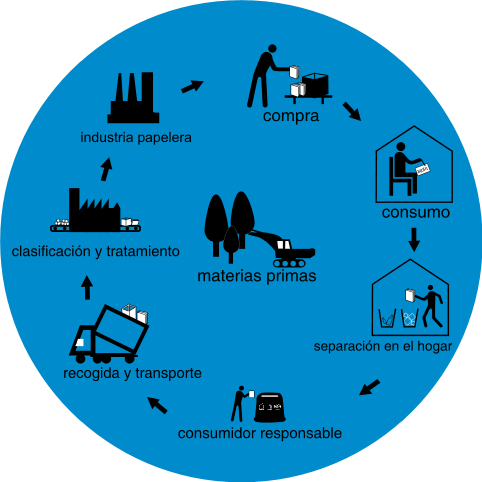 compra
industria papelera
consumo
clasificación y tratamiento
materias primas
separación en el hogar
recogida y transporte
consumidor responsable